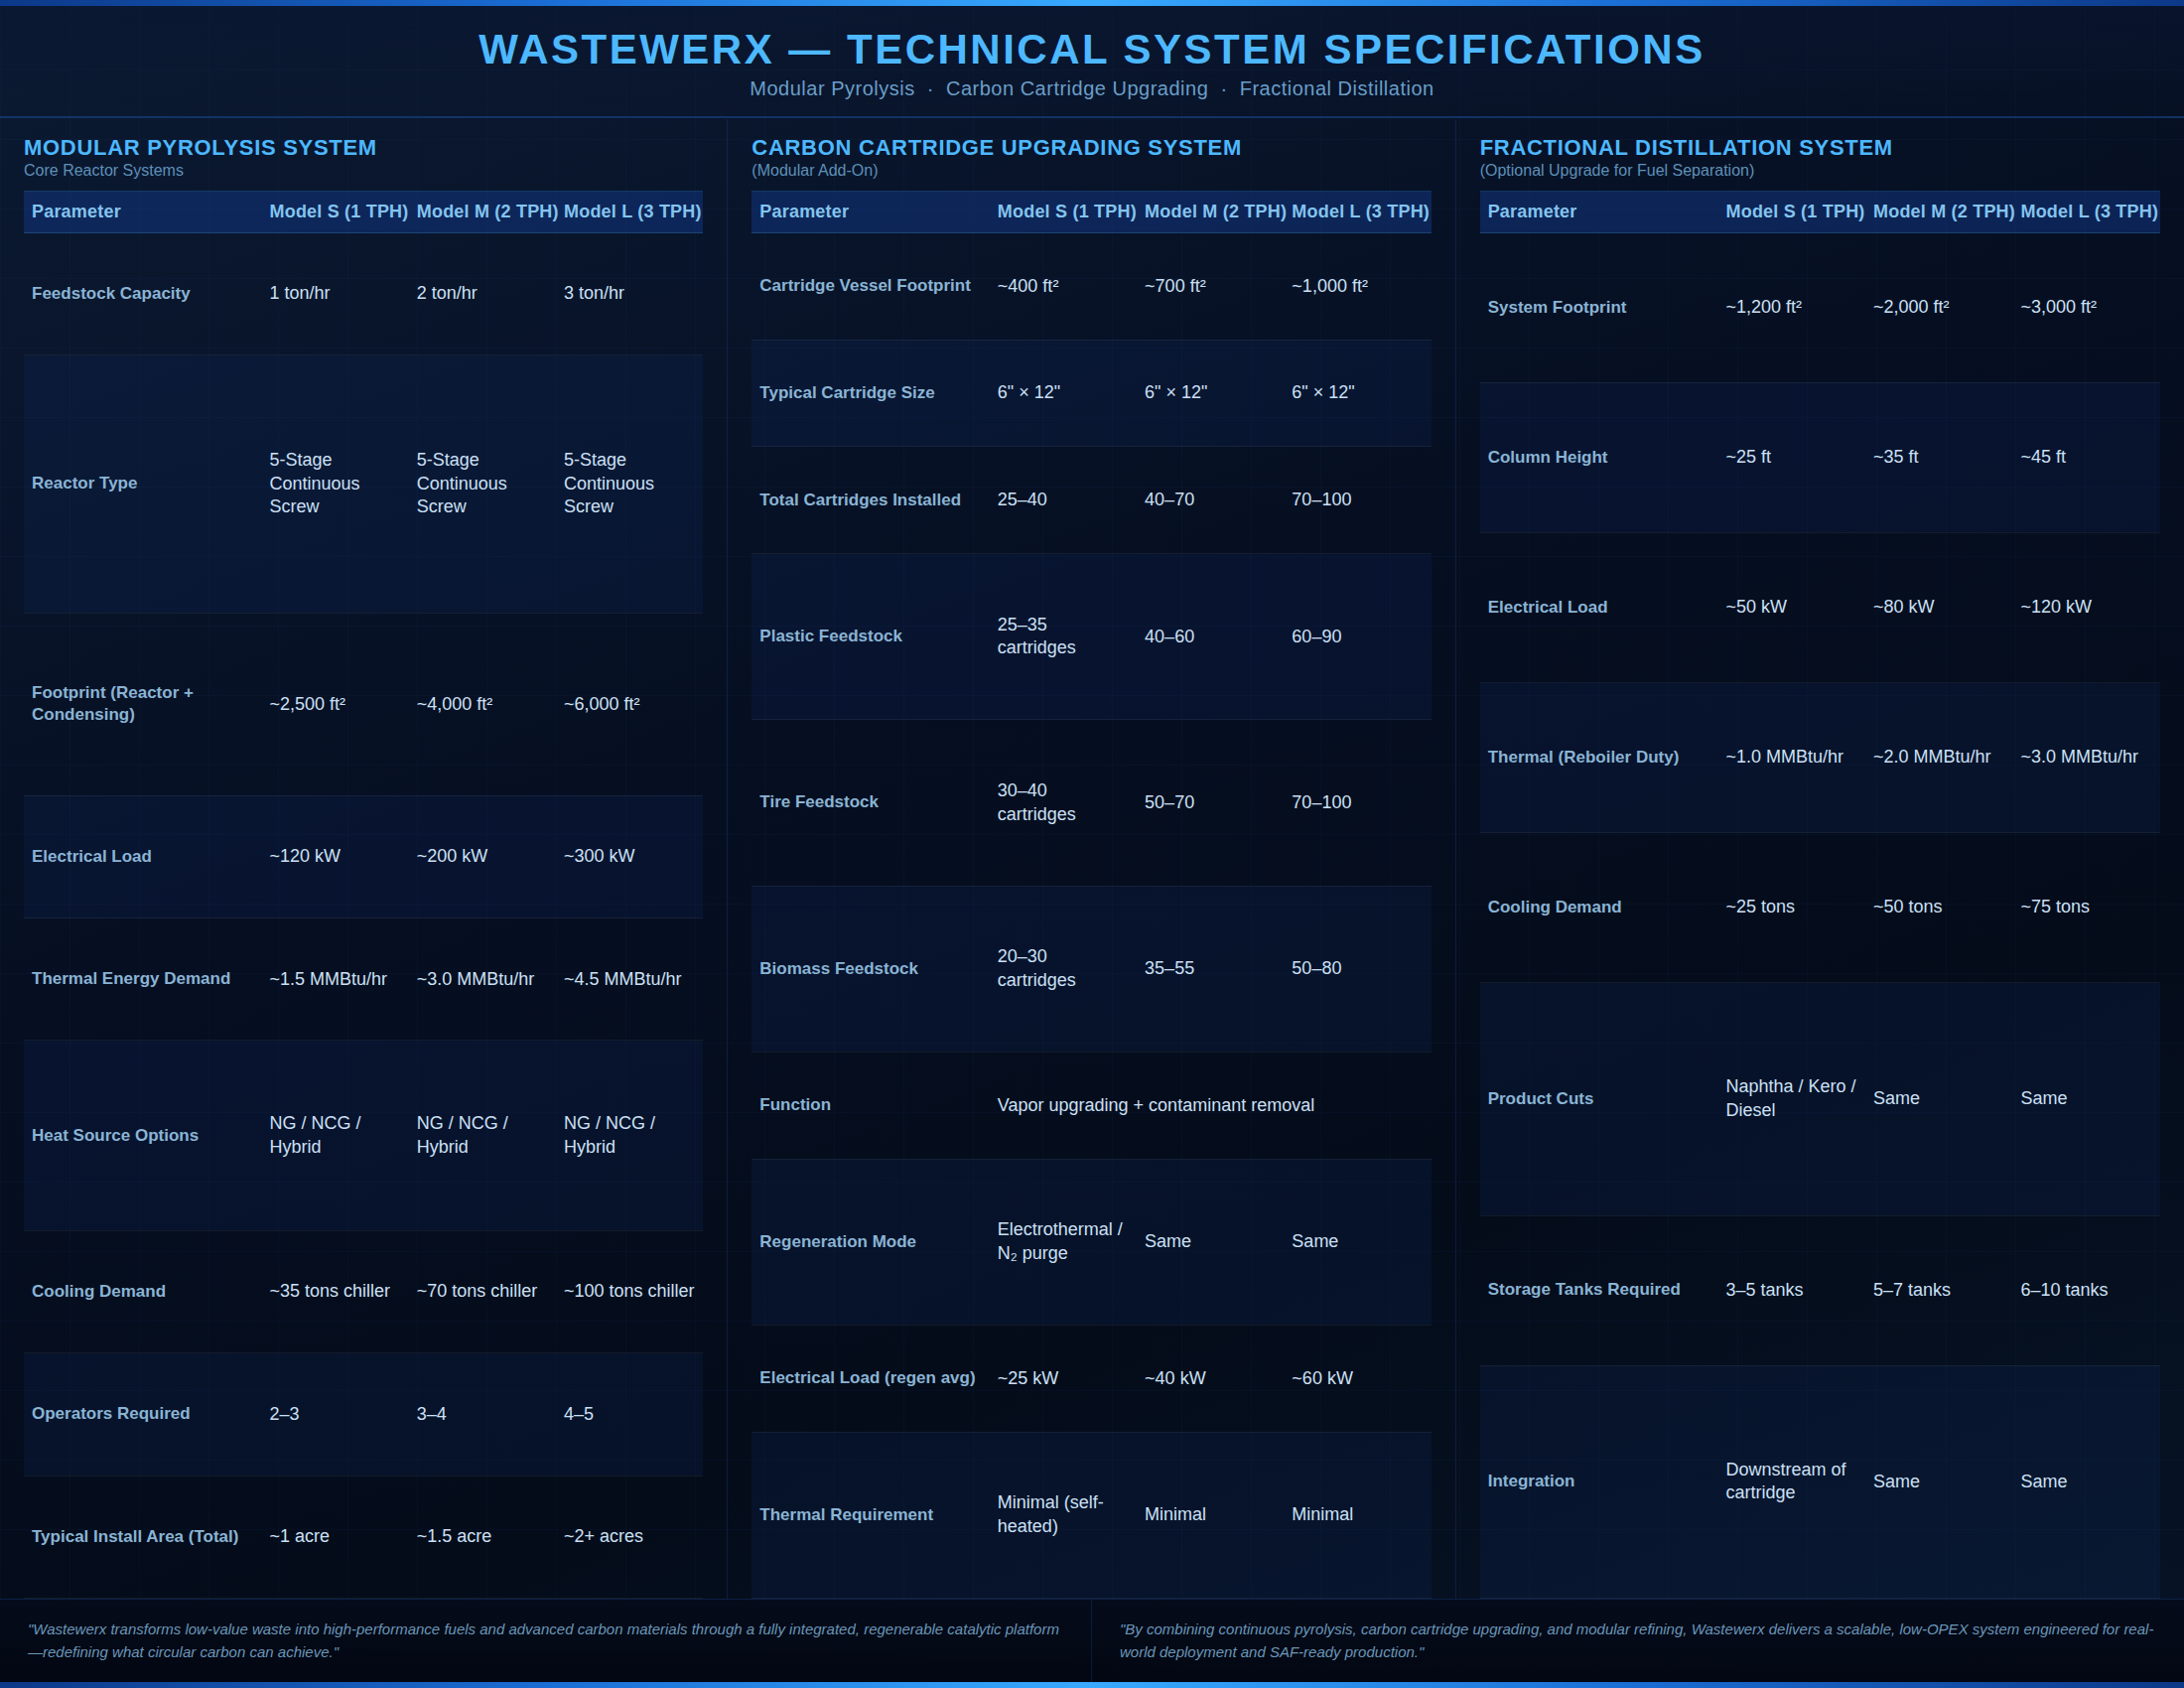 WASTEWERX — TECHNICAL SYSTEM SPECIFICATIONS
Modular Pyrolysis · Carbon Cartridge Upgrading · Fractional Distillation
MODULAR PYROLYSIS SYSTEM
Core Reactor Systems
Parameter Model S (1 TPH) Model M (2 TPH) Model L (3 TPH)
Feedstock Capacity 1 ton/hr 2 ton/hr 3 ton/hr
Reactor Type 5-Stage Continuous Screw 5-Stage Continuous Screw 5-Stage Continuous Screw
Footprint (Reactor + Condensing) ~2,500 ft² ~4,000 ft² ~6,000 ft²
Electrical Load ~120 kW ~200 kW ~300 kW
Thermal Energy Demand ~1.5 MMBtu/hr ~3.0 MMBtu/hr ~4.5 MMBtu/hr
Heat Source Options NG / NCG / Hybrid NG / NCG / Hybrid NG / NCG / Hybrid
Cooling Demand ~35 tons chiller ~70 tons chiller ~100 tons chiller
Operators Required 2–3 3–4 4–5
Typical Install Area (Total) ~1 acre ~1.5 acre ~2+ acres
CARBON CARTRIDGE UPGRADING SYSTEM
(Modular Add-On)
Parameter Model S (1 TPH) Model M (2 TPH) Model L (3 TPH)
Cartridge Vessel Footprint ~400 ft² ~700 ft² ~1,000 ft²
Typical Cartridge Size 6" × 12" 6" × 12" 6" × 12"
Total Cartridges Installed 25–40 40–70 70–100
Plastic Feedstock 25–35 cartridges 40–60 60–90
Tire Feedstock 30–40 cartridges 50–70 70–100
Biomass Feedstock 20–30 cartridges 35–55 50–80
Function Vapor upgrading + contaminant removal
Regeneration Mode Electrothermal / N₂ purge Same Same
Electrical Load (regen avg) ~25 kW ~40 kW ~60 kW
Thermal Requirement Minimal (self-heated) Minimal Minimal
FRACTIONAL DISTILLATION SYSTEM
(Optional Upgrade for Fuel Separation)
Parameter Model S (1 TPH) Model M (2 TPH) Model L (3 TPH)
System Footprint ~1,200 ft² ~2,000 ft² ~3,000 ft²
Column Height ~25 ft ~35 ft ~45 ft
Electrical Load ~50 kW ~80 kW ~120 kW
Thermal (Reboiler Duty) ~1.0 MMBtu/hr ~2.0 MMBtu/hr ~3.0 MMBtu/hr
Cooling Demand ~25 tons ~50 tons ~75 tons
Product Cuts Naphtha / Kero / Diesel Same Same
Storage Tanks Required 3–5 tanks 5–7 tanks 6–10 tanks
Integration Downstream of cartridge Same Same
"Wastewerx transforms low-value waste into high-performance fuels and advanced carbon materials through a fully integrated, regenerable catalytic platform
—redefining what circular carbon can achieve."
"By combining continuous pyrolysis, carbon cartridge upgrading, and modular refining, Wastewerx delivers a scalable, low-OPEX system engineered for real-
world deployment and SAF-ready production."